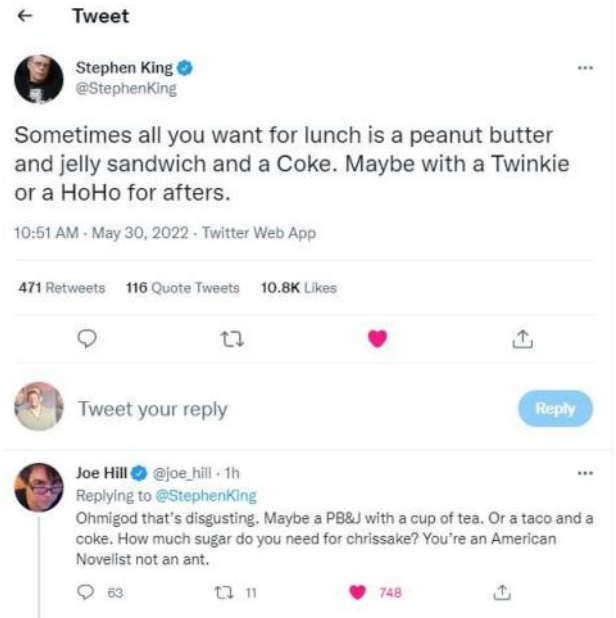 Tweet
Stephen King
@StephenKing
Sometimes all you want for lunch is a peanut butter
and jelly sandwich and a Coke. Maybe with a Twinkie
or a HoHo for afters.
10:51 AM · May 30, 2022 · Twitter Web App
471 Retweets 116 Quote Tweets 10.8K Likes
Tweet your reply
Reply
Joe Hill @joe_hill · 1h
Replying to @StephenKing
Ohmigod that's disgusting. Maybe a PB&J with a cup of tea. Or a taco and a
coke. How much sugar do you need for chrissake? You're an American
Novelist not an ant.
63 11 748